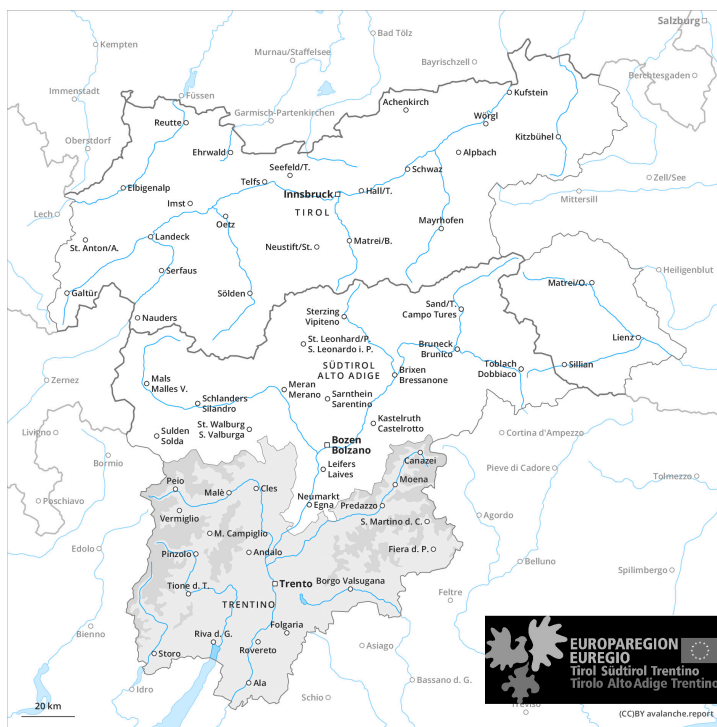 Salzburg
Kempten
Bad Tölz
Murnau/Staffelsee
Bayrischzell
Berchtesgaden
Immenstadt
Füssen
Kufstein
Achenkirch
Garmisch-Partenkirchen
Reutte
Wörgl
Kitzbühel
Oberstdorf
Ehrwald
Alpbach
Seefeld/T.
Schwaz
Zell/See
Telfs
Elbigenalp
Innsbruck
Hall/T.
Mittersill
Imst
TIROL
Lech
Oetz
Mayrhofen
Landeck
St. Anton/A.
Neustift/St.
Matrei/B.
Serfaus
Heiligenblut
Galtür
Sölden
Matrei/O.
Nauders
Sterzing
Vipiteno
Sand/T.
Campo Tures
St. Leonhard/P.
S. Leonardo i. P.
Lienz
Bruneck
Brunico
SÜDTIROL
ALTO ADIGE
Toblach
Dobbiaco
Sillian
Brixen
Bressanone
Zernez
Mals
Malles V.
Meran
Merano
Schlanders
Silandro
Sarnthein
Sarentino
St. Walburg
S. Valburga
Kastelruth
Castelrotto
Livigno
Sulden
Solda
Bozen
Bolzano
Cortina d'Ampezzo
Bormio
Canazei
Leifers
Laives
Pieve di Cadore
Peio
Moena
Tolmezzo
Malè
Cles
Neumarkt
Egna
Poschiavo
Predazzo
Vermiglio
S. Martino d. C.
Agordo
M. Campiglio
Edolo
Pinzolo
Andalo
Fiera d. P.
Belluno
Spilimbergo
Tione d. T.
Trento
Borgo Valsugana
Feltre
TRENTINO
Bienno
Folgaria
Riva d. G.
Rovereto
Asiago
Storo
Ala
Idro
Schio
Bassano d. G.
EUROPAREGION
EUREGIO
Tirol Südtirol Trentino
Tirolo Alto Adige Trentino
Treviso
20 km
(CC)BY avalanche.report